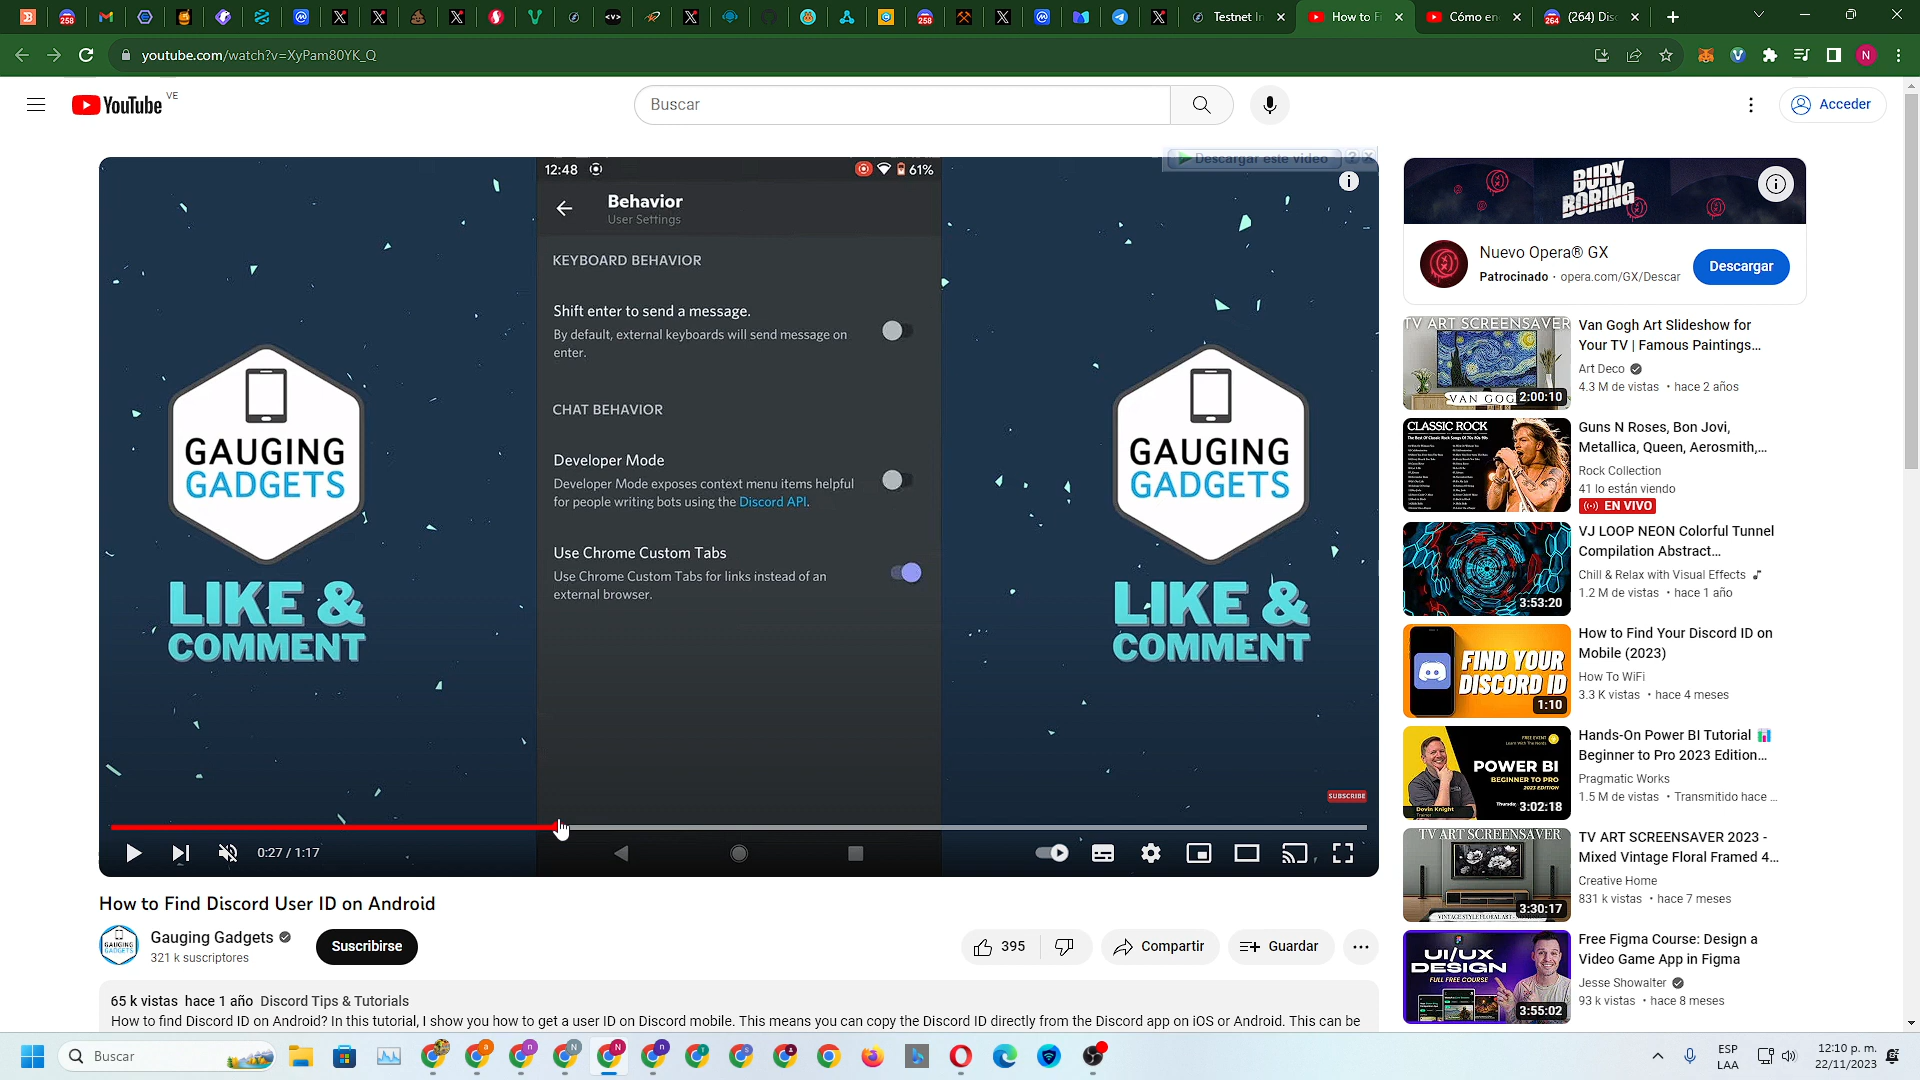 Testnet In
How to Fi
Cómo en
(264) Disc
youtube.com/watch?v=XyPam80YK_Q
YouTube VE
Buscar
Acceder
12:48
61%
Descargar este video
Behavior
User Settings
KEYBOARD BEHAVIOR
Shift enter to send a message.
By default, external keyboards will send message on
enter.
CHAT BEHAVIOR
Developer Mode
Developer Mode exposes context menu items helpful
for people writing bots using the Discord API.
Use Chrome Custom Tabs
Use Chrome Custom Tabs for links instead of an
external browser.
GAUGING
GADGETS
LIKE &
COMMENT
GAUGING
GADGETS
LIKE &
COMMENT
SUBSCRIBE
0:27 / 1:17
How to Find Discord User ID on Android
Gauging Gadgets
321 k suscriptores
Suscribirse
395
Compartir
Guardar
65 k vistas hace 1 año Discord Tips & Tutorials
How to find Discord ID on Android? In this tutorial, I show you how to get a user ID on Discord mobile. This means you can copy the Discord ID directly from the Discord app on iOS or Android. This can be
BURY
BORING
Nuevo Opera® GX
Patrocinado · opera.com/GX/Descar
Descargar
TV ART SCREENSAVER
VAN GOG
2:00:10
Van Gogh Art Slideshow for
Your TV | Famous Paintings...
Art Deco
4.3 M de vistas • hace 2 años
CLASSIC ROCK
Guns N Roses, Bon Jovi,
Metallica, Queen, Aerosmith,...
Rock Collection
41 lo están viendo
EN VIVO
3:53:20
VJ LOOP NEON Colorful Tunnel
Compilation Abstract...
Chill & Relax with Visual Effects
1.2 M de vistas • hace 1 año
FIND YOUR
DISCORD ID
1:10
How to Find Your Discord ID on
Mobile (2023)
How To WiFi
3.3 K vistas • hace 4 meses
POWER BI
BEGINNER TO PRO
2023 EDITION
Devin Knight
3:02:18
Hands-On Power BI Tutorial
Beginner to Pro 2023 Edition...
Pragmatic Works
1.5 M de vistas • Transmitido hace ...
TV ART SCREENSAVER
3:30:17
TV ART SCREENSAVER 2023 -
Mixed Vintage Floral Framed 4...
Creative Home
831 k vistas • hace 7 meses
UI/UX
DESIGN
FULL FREE COURSE
3:55:02
Free Figma Course: Design a
Video Game App in Figma
Jesse Showalter
93 k vistas • hace 8 meses
Buscar
ESP
LAA
12:10 p. m.
22/11/2023